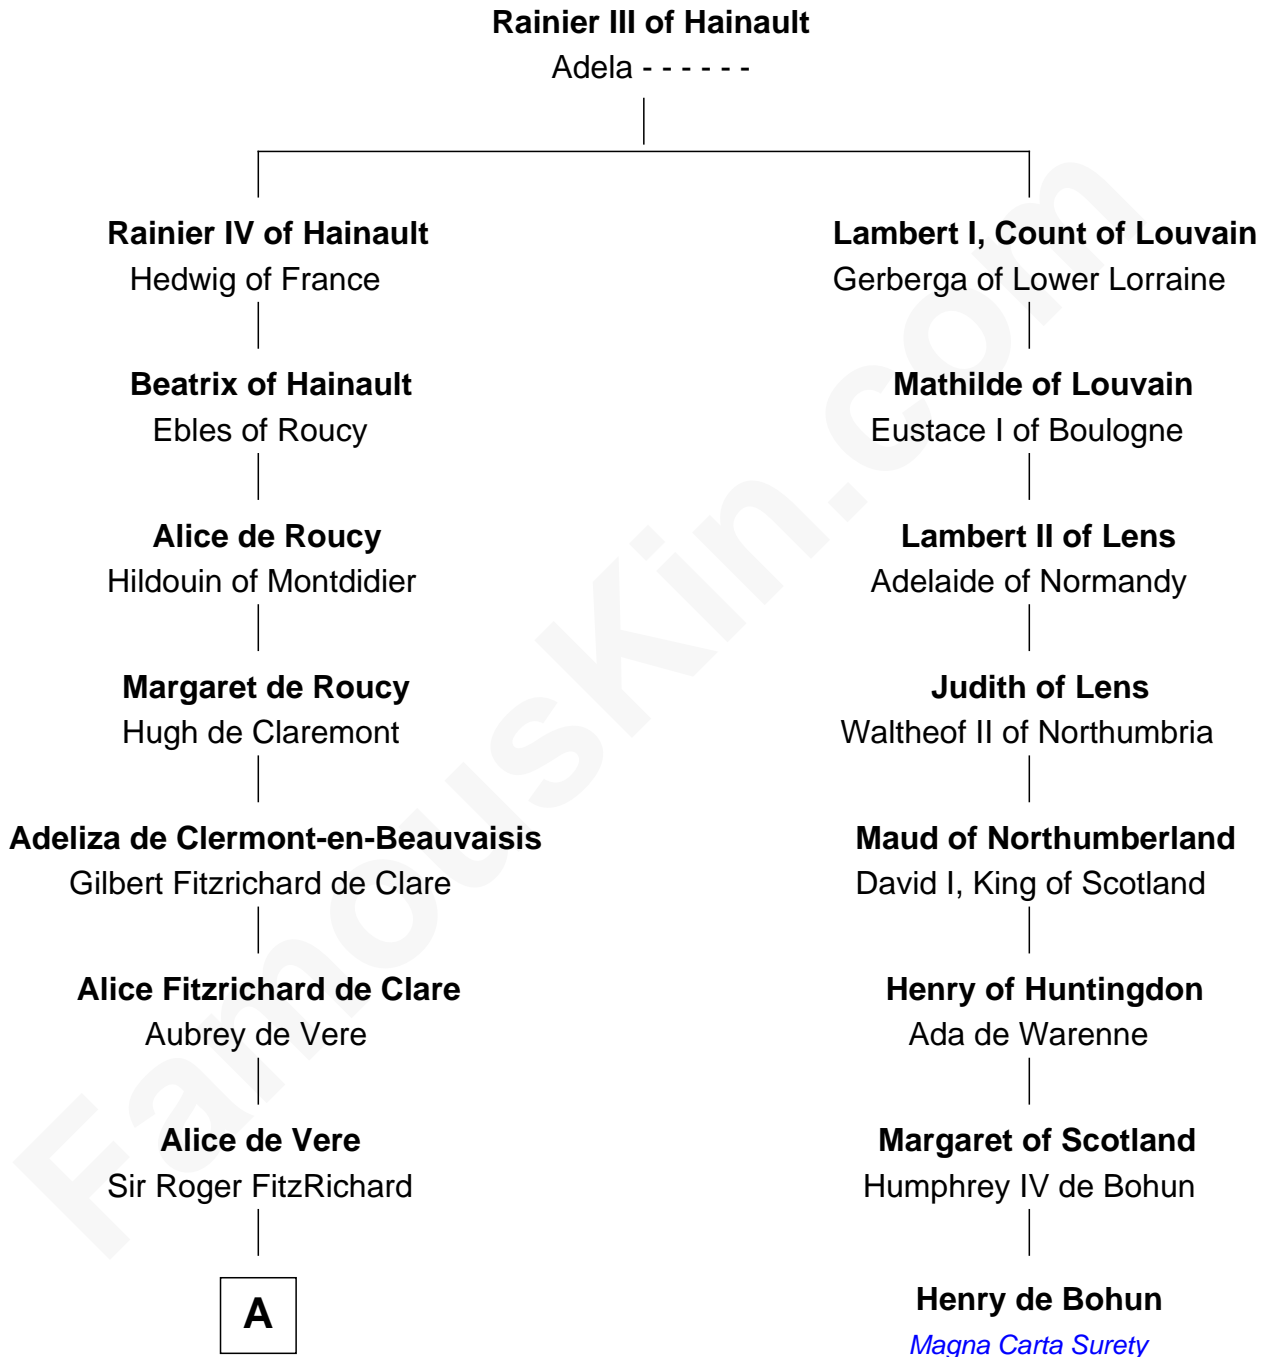 Rainier III of Hainault
Adela - - - - - -
Rainier IV of Hainault
Hedwig of France
Beatrix of Hainault
Ebles of Roucy
Alice de Roucy
Hildouin of Montdidier
Margaret de Roucy
Hugh de Claremont
Adeliza de Clermont-en-Beauvaisis
Gilbert Fitzrichard de Clare
Alice Fitzrichard de Clare
Aubrey de Vere
Alice de Vere
Sir Roger FitzRichard
A
Lambert I, Count of Louvain
Gerberga of Lower Lorraine
Mathilde of Louvain
Eustace I of Boulogne
Lambert II of Lens
Adelaide of Normandy
Judith of Lens
Waltheof II of Northumbria
Maud of Northumberland
David I, King of Scotland
Henry of Huntingdon
Ada de Warenne
Margaret of Scotland
Humphrey IV de Bohun
Henry de Bohun
Magna Carta Surety
FamousKin.com